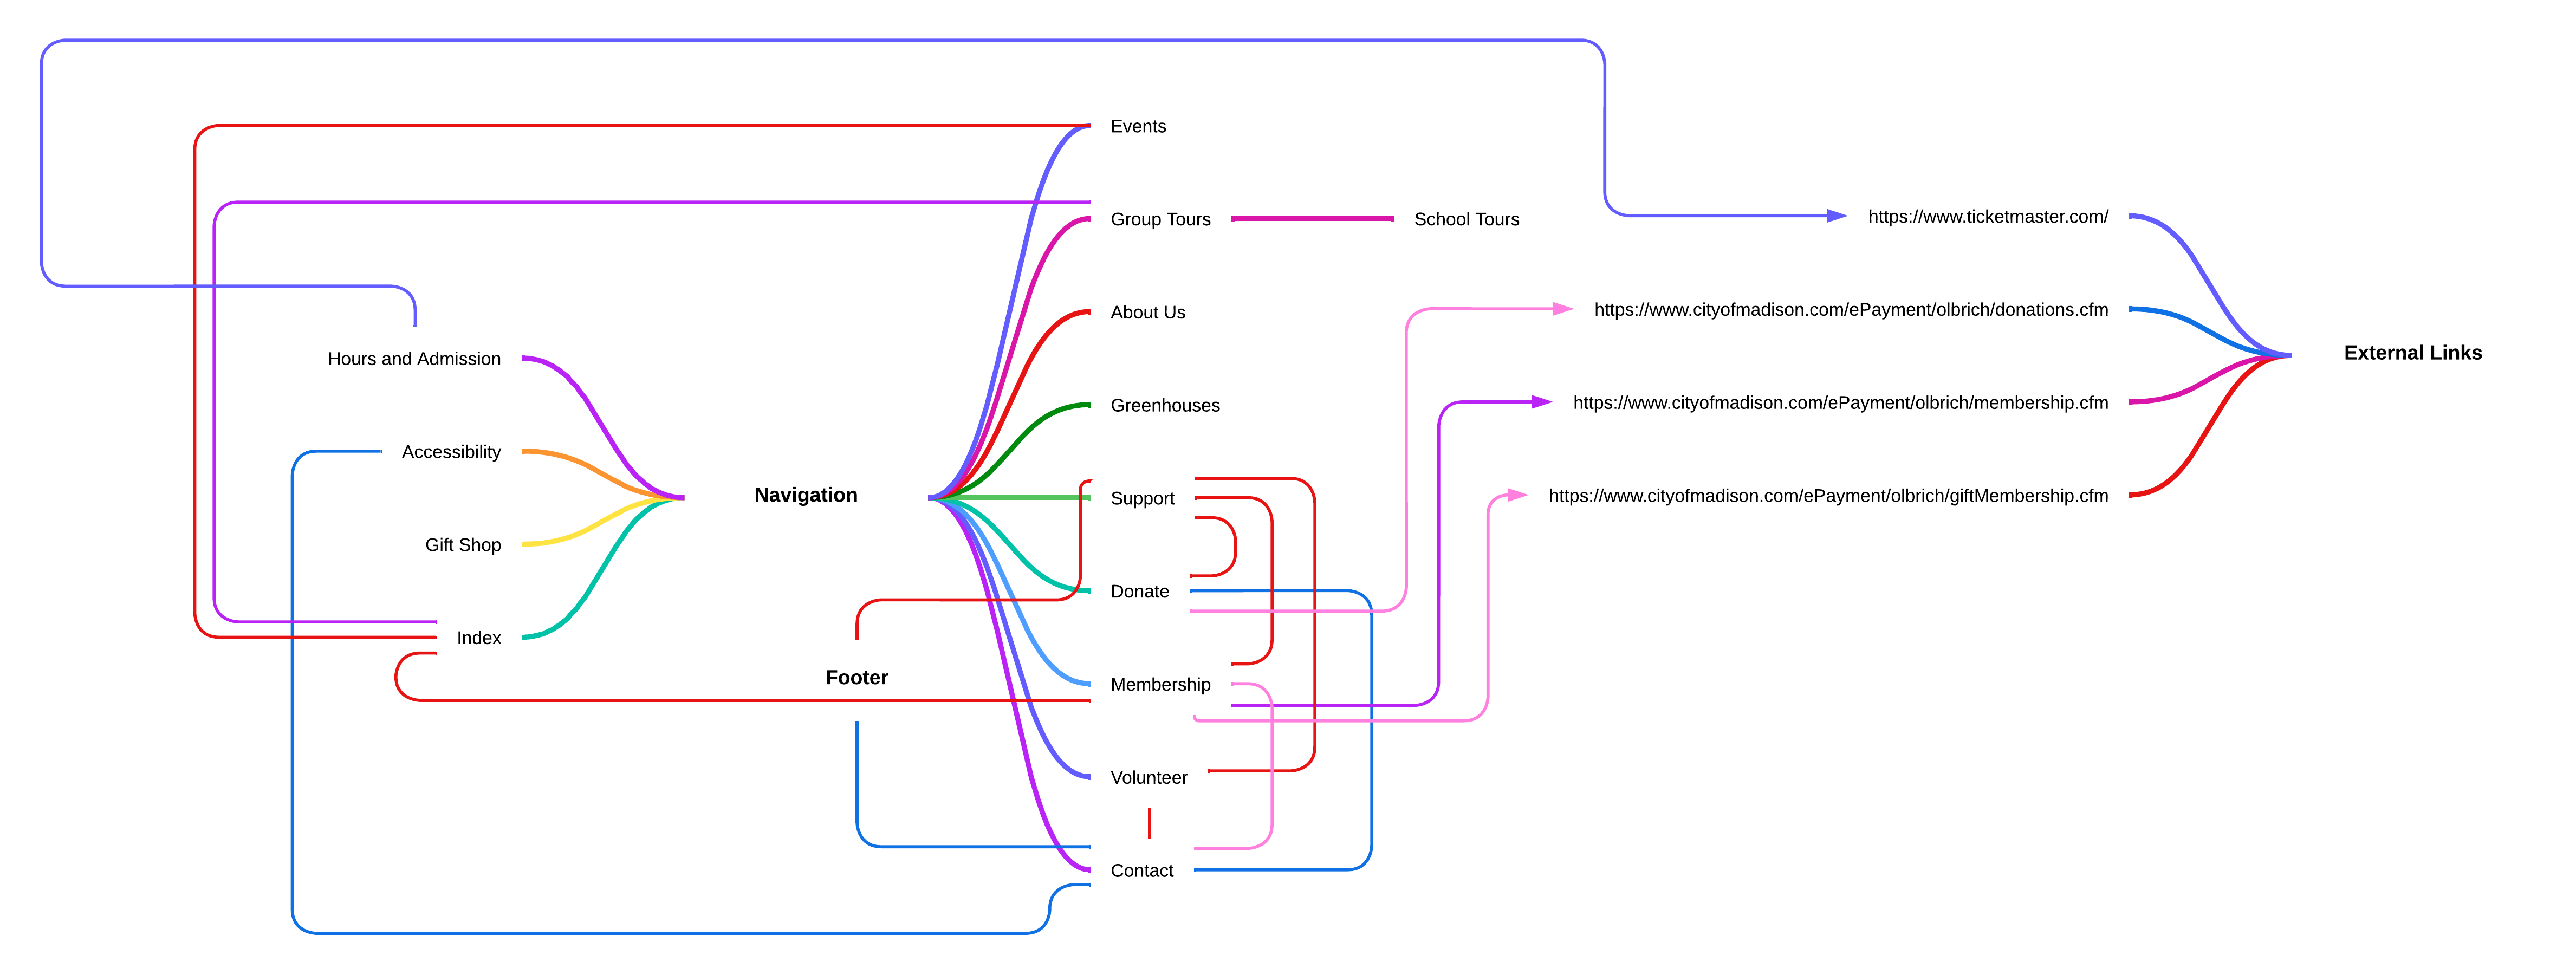 Events
Group Tours
School Tours
https://www.ticketmaster.com/
About Us
https://www.cityofmadison.com/ePayment/olbrich/donations.cfm
Hours and Admission
External Links
Greenhouses
https://www.cityofmadison.com/ePayment/olbrich/membership.cfm
Accessibility
Navigation
Support
https://www.cityofmadison.com/ePayment/olbrich/giftMembership.cfm
Gift Shop
Donate
Index
Footer
Membership
Volunteer
Contact